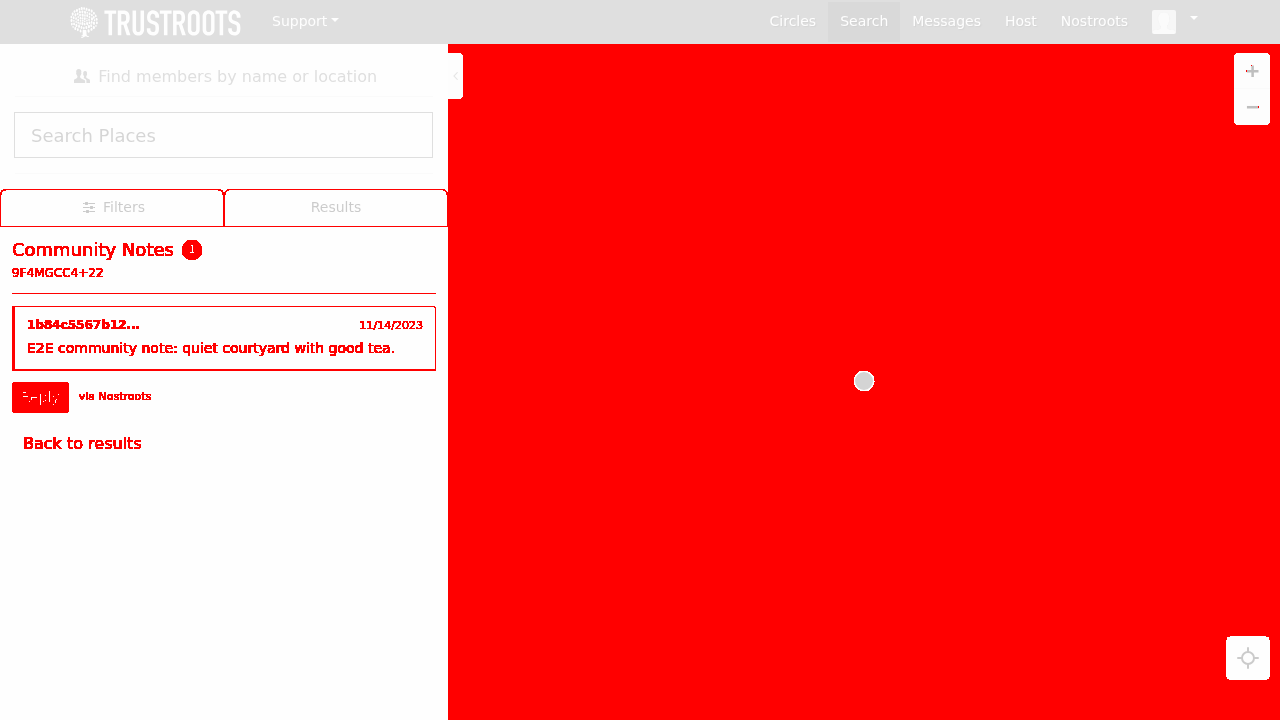 TRUSTROOTS
Support
Circles
Search
Messages
Host
Nostroots
Find members by name or location
Search Places
Filters
Results
Community Notes 1
9F4MGCC4+22
1b84c5567b12...
11/14/2023
E2E community note: quiet courtyard with good tea.
Reply
via Nostroots
Back to results